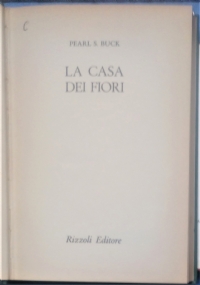 C
PEARL S. BUCK
LA CASA
DEI FIORI
Rizzoli Editore